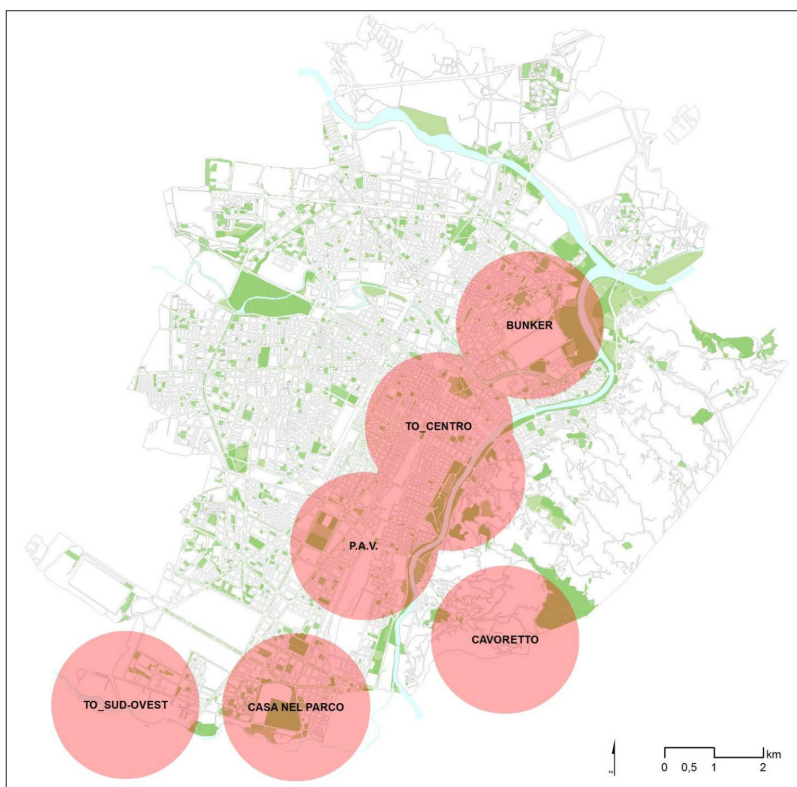 BUNKER
TO_CENTRO
P.A.V.
CAVORETTO
TO_SUD-OVEST
CASA NEL PARCO
N
km
0 0,5 1 2